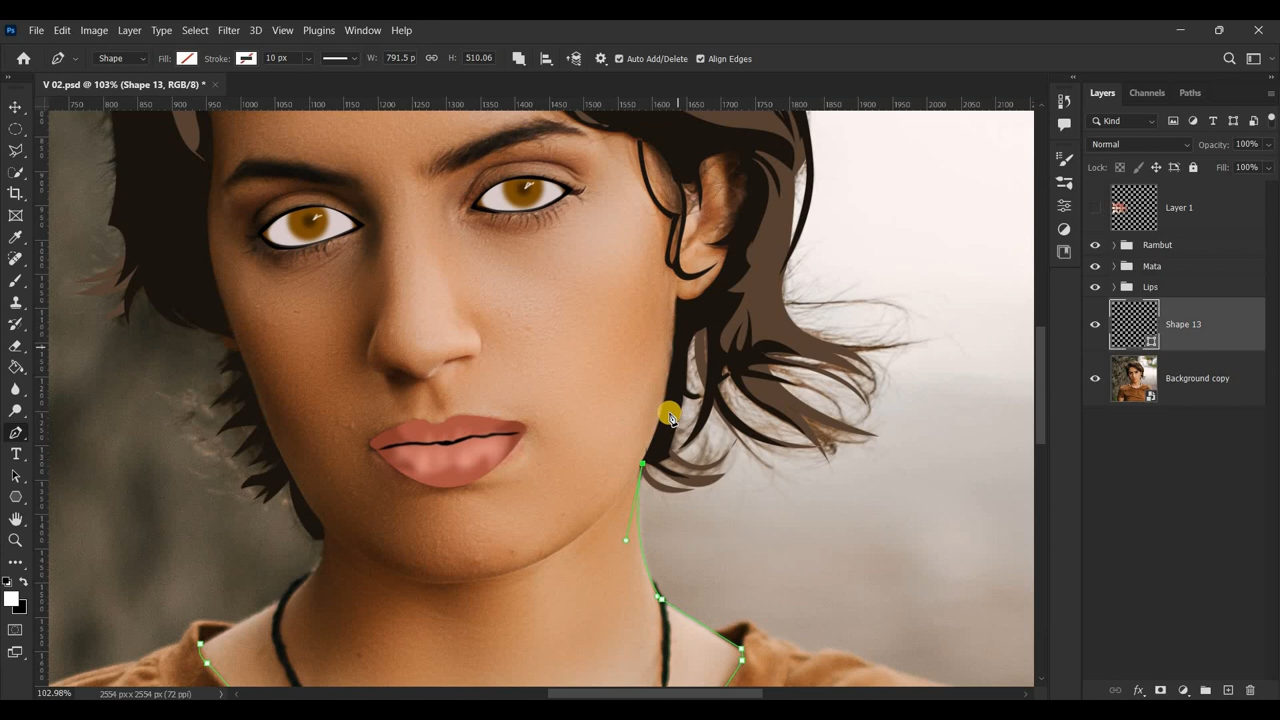 Ps File Edit Image Layer Type Select Filter 3D View Plugins Window Help
Shape Fill: Stroke: 10 px W: 791.5 p H: 510.06 Auto Add/Delete Align Edges
V 02.psd @ 103% (Shape 13, RGB/8) * ×
750 800 850 900 950 1000 1050 1100 1150 1200 1250 1300 1350 1400 1450 1500 1550 1600 1650 1700 1750 1800 1850 1900 1950 2000 2050 2100
Layers Channels Paths
Kind
Normal Opacity: 100%
Lock: Fill: 100%
Layer 1
Rambut
Mata
Lips
Shape 13
Background copy
102.98% 2554 px x 2554 px (72 ppi)